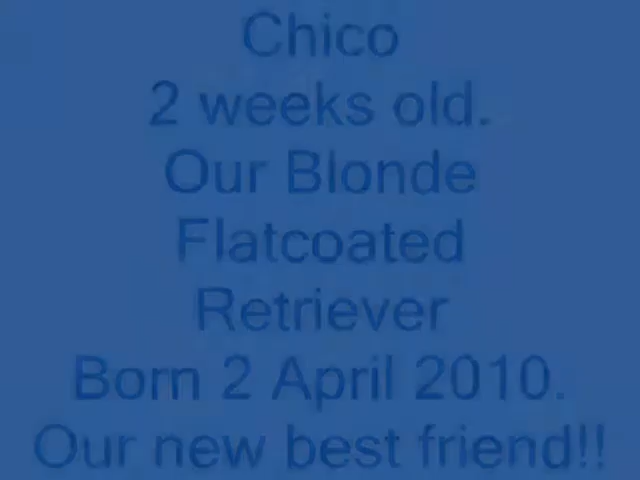 Chico
2 weeks old.
Our Blonde
Flatcoated
Retriever
Born 2 April 2010.
Our new best friend!!